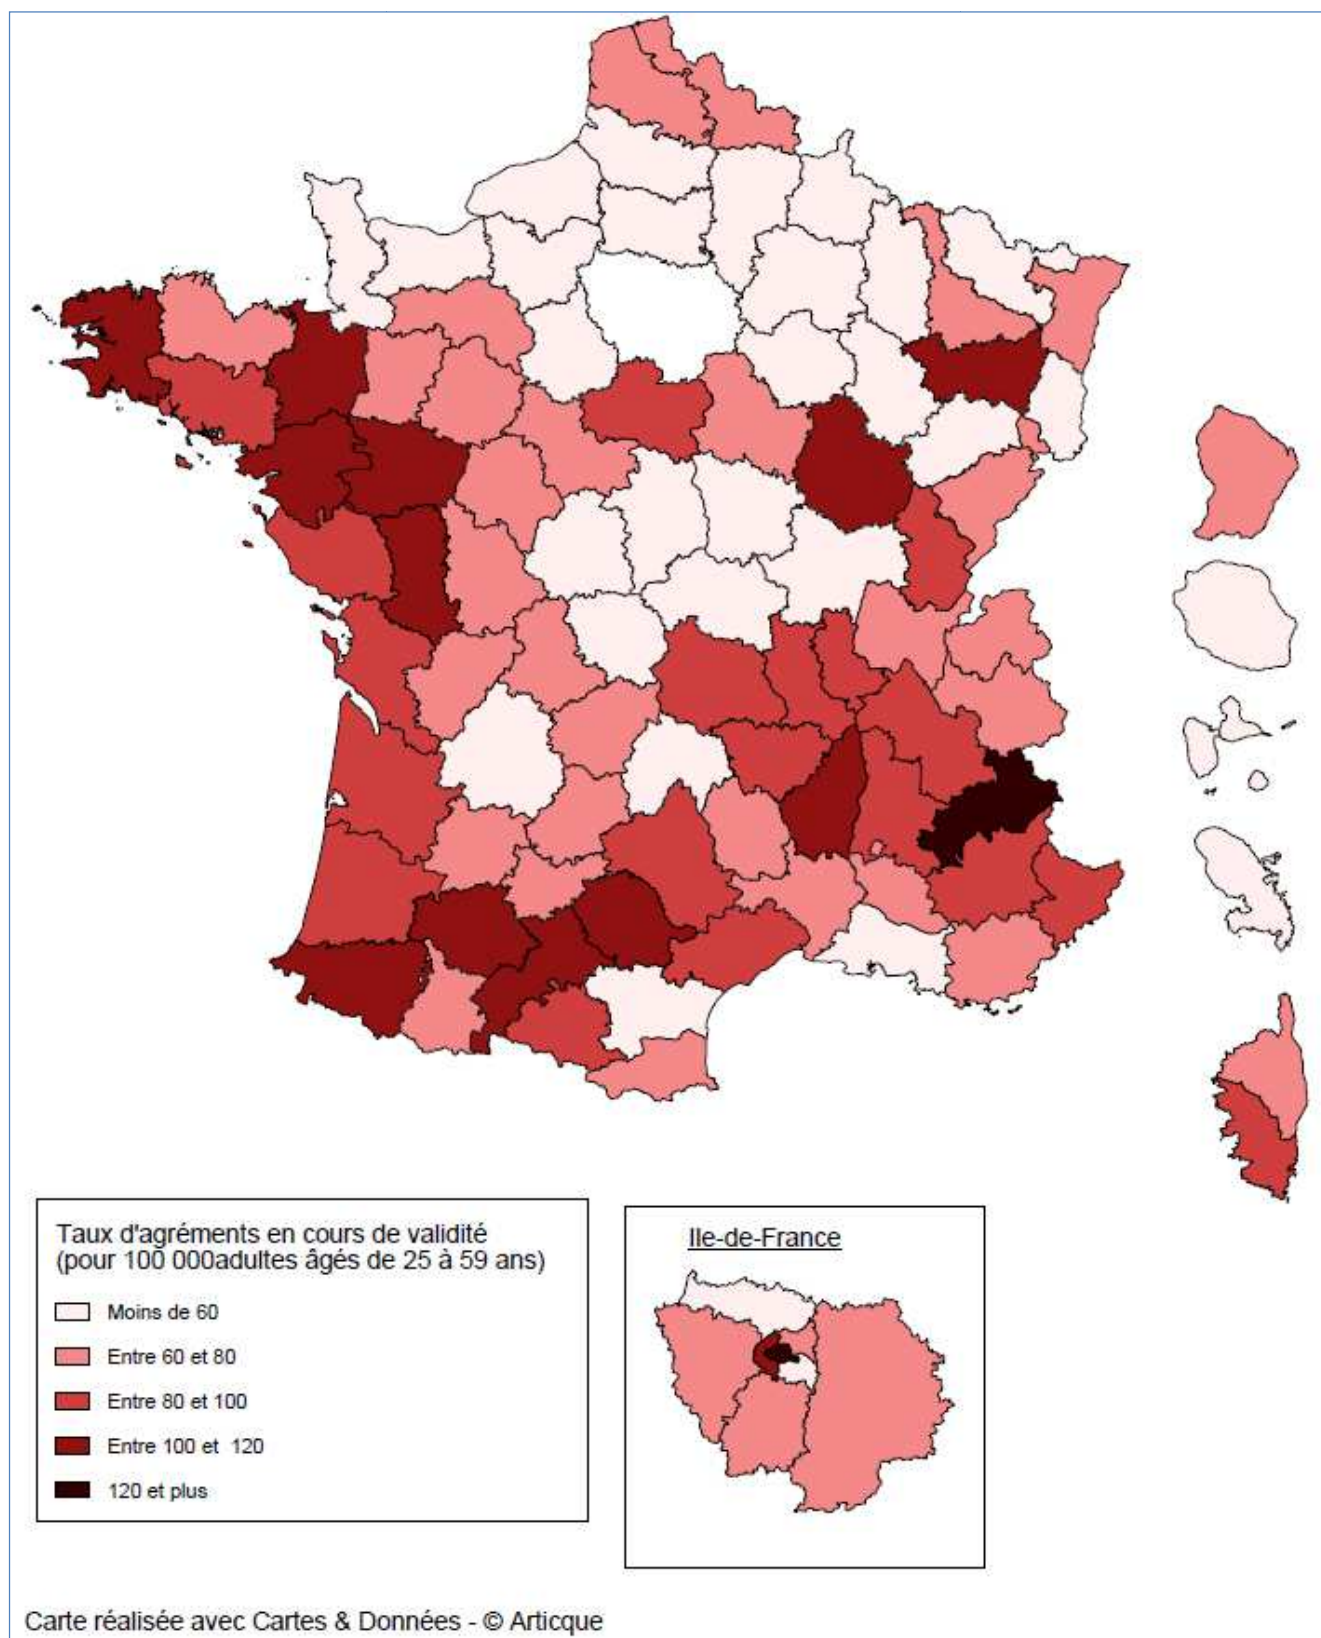 Taux d'agréments en cours de validité
(pour 100 000adultes âgés de 25 à 59 ans)
Moins de 60
Entre 60 et 80
Entre 80 et 100
Entre 100 et 120
120 et plus
Ile-de-France
Carte réalisée avec Cartes & Données - © Articque